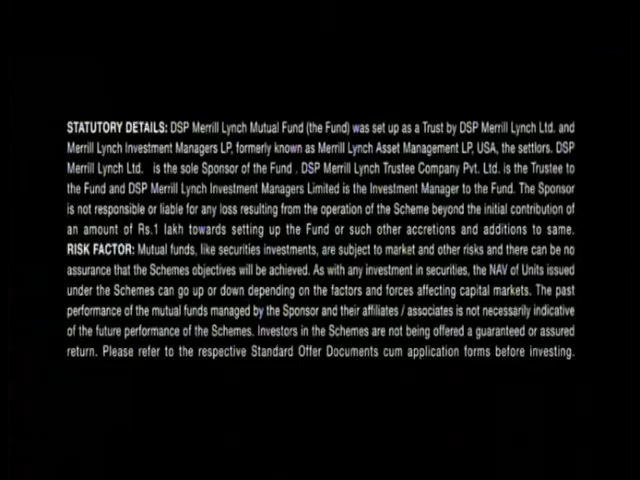 STATUTORY DETAILS: DSP Merrill Lynch Mutual Fund (the Fund) was set up as a Trust by DSP Merrill Lynch Ltd. and
Merrill Lynch Investment Managers LP, formerly known as Merrill Lynch Asset Management LP, USA, the settlors. DSP
Merrill Lynch Ltd. is the sole Sponsor of the Fund . DSP Merrill Lynch Trustee Company Pvt. Ltd. is the Trustee to
the Fund and DSP Merrill Lynch Investment Managers Limited is the Investment Manager to the Fund. The Sponsor
is not responsible or liable for any loss resulting from the operation of the Scheme beyond the initial contribution of
an amount of Rs.1 lakh towards setting up the Fund or such other accretions and additions to same.
RISK FACTOR: Mutual funds, like securities investments, are subject to market and other risks and there can be no
assurance that the Schemes objectives will be achieved. As with any investment in securities, the NAV of Units issued
under the Schemes can go up or down depending on the factors and forces affecting capital markets. The past
performance of the mutual funds managed by the Sponsor and their affiliates / associates is not necessarily indicative
of the future performance of the Schemes. Investors in the Schemes are not being offered a guaranteed or assured
return. Please refer to the respective Standard Offer Documents cum application forms before investing.